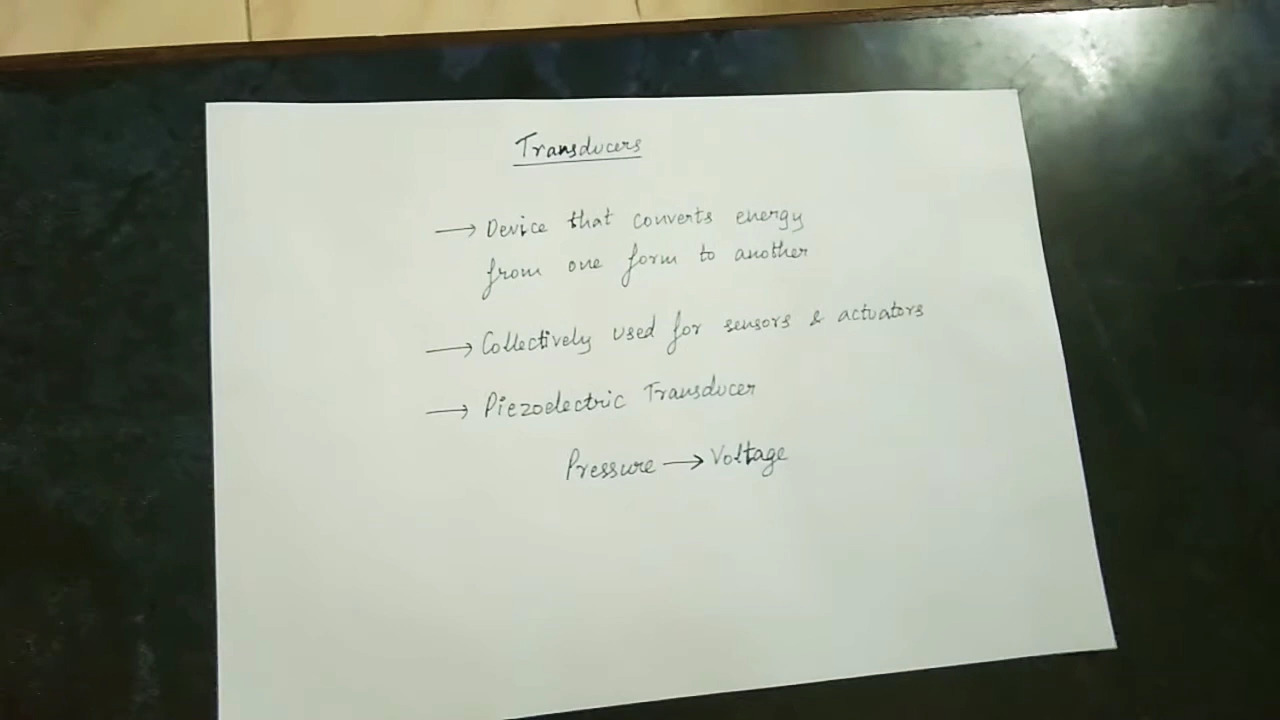 Transducers
→ Device that converts energy
from one form to another
→ Collectively used for sensors & actuators
→ Piezoelectric Transducer
Pressure → Voltage